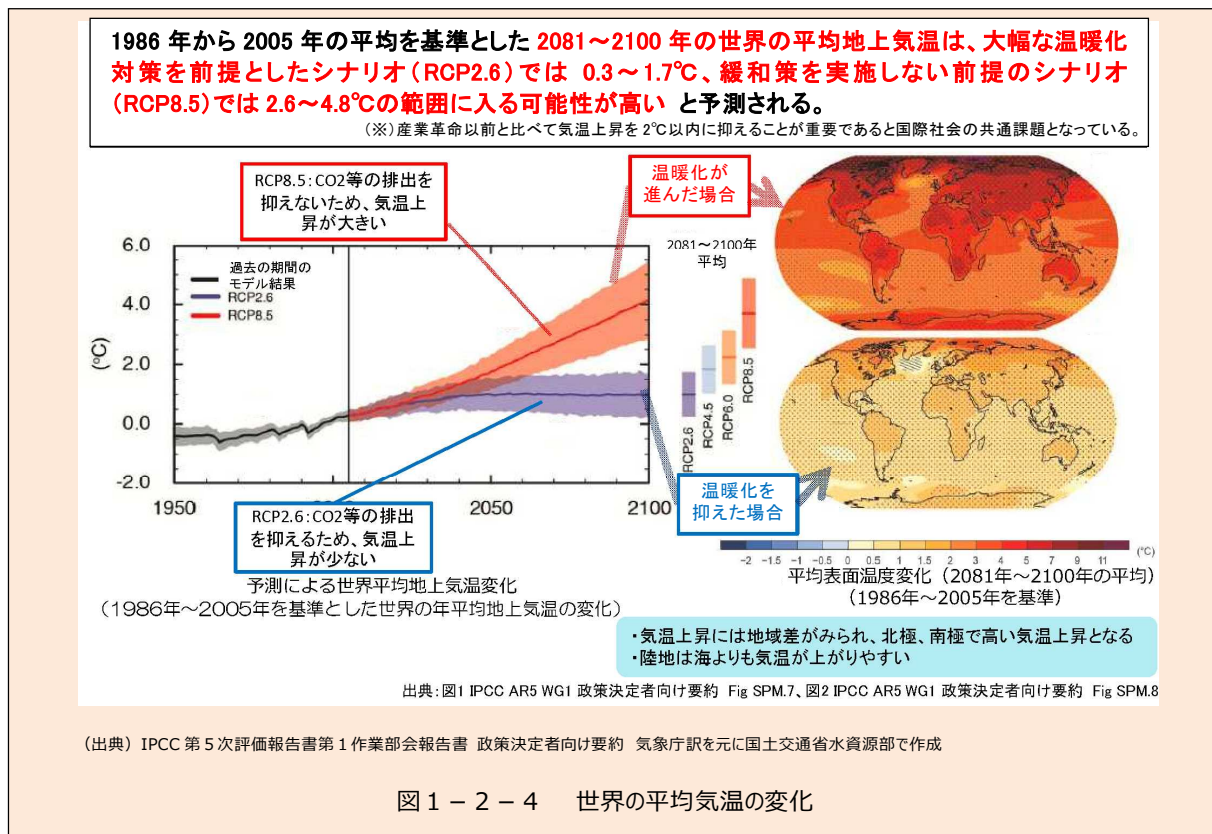 1986 年から 2005 年の平均を基準とした 2081～2100 年の世界の平均地上気温は、大幅な温暖化
対策を前提としたシナリオ（RCP2.6）では 0.3～1.7℃、緩和策を実施しない前提のシナリオ
（RCP8.5）では 2.6～4.8℃の範囲に入る可能性が高い と予測される。
（※）産業革命以前と比べて気温上昇を2℃以内に抑えることが重要であると国際社会の共通課題となっている。
RCP8.5：CO2等の排出を
抑えないため、気温上
昇が大きい
温暖化が
進んだ場合
6.0
4.0
2.0
0.0
-2.0
(°C)
過去の期間の
モデル結果
RCP2.6
RCP8.5
1950
2050
2100
2081～2100年
平均
RCP2.6
RCP4.5
RCP6.0
RCP8.5
RCP2.6：CO2等の排出
を抑えるため、気温上
昇が少ない
温暖化を
抑えた場合
予測による世界平均地上気温変化
（1986年～2005年を基準とした世界の年平均地上気温の変化）
-2 -1.5 -1 -0.5 0 0.5 1 1.5 2 3 4 5 7 9 11 (°C)
平均表面温度変化（2081年～2100年の平均）
（1986年～2005年を基準）
・気温上昇には地域差がみられ、北極、南極で高い気温上昇となる
・陸地は海よりも気温が上がりやすい
出典：図1 IPCC AR5 WG1 政策決定者向け要約 Fig SPM.7、図2 IPCC AR5 WG1 政策決定者向け要約 Fig SPM.8
（出典）IPCC 第５次評価報告書第１作業部会報告書 政策決定者向け要約 気象庁訳を元に国土交通省水資源部で作成
図１－２－４ 世界の平均気温の変化